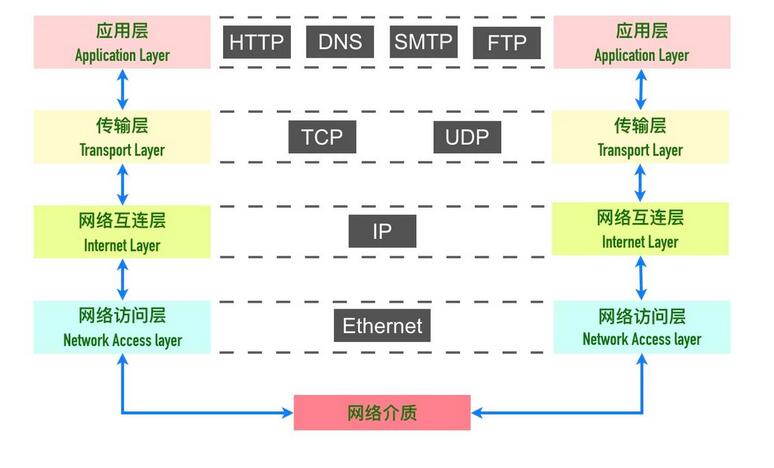 应用层
Application Layer
HTTP
DNS
SMTP
FTP
应用层
Application Layer
传输层
Transport Layer
TCP
UDP
传输层
Transport Layer
网络互连层
Internet Layer
IP
网络互连层
Internet Layer
网络访问层
Network Access layer
Ethernet
网络访问层
Network Access layer
网络介质